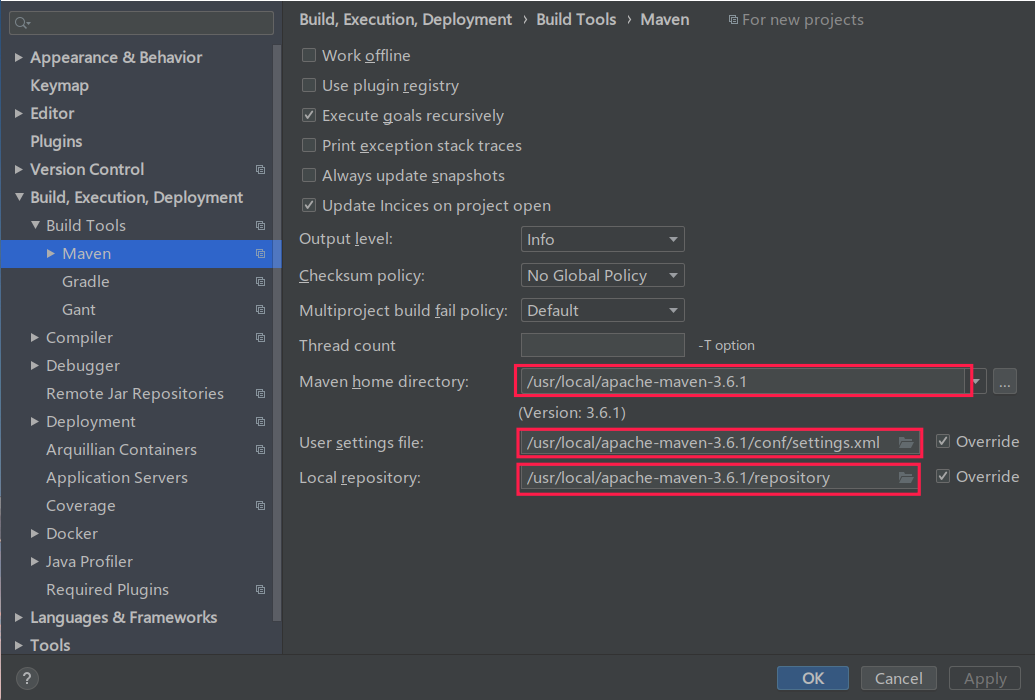 Build, Execution, Deployment › Build Tools › Maven For new projects
Appearance & Behavior
Keymap
Editor
Plugins
Version Control
Build, Execution, Deployment
Build Tools
Maven
Gradle
Gant
Compiler
Debugger
Remote Jar Repositories
Deployment
Arquillian Containers
Application Servers
Coverage
Docker
Java Profiler
Required Plugins
Languages & Frameworks
Tools
Work offline
Use plugin registry
Execute goals recursively
Print exception stack traces
Always update snapshots
Update Incices on project open
Output level: Info
Checksum policy: No Global Policy
Multiproject build fail policy: Default
Thread count -T option
Maven home directory: /usr/local/apache-maven-3.6.1 ...
(Version: 3.6.1)
User settings file: /usr/local/apache-maven-3.6.1/conf/settings.xml Override
Local repository: /usr/local/apache-maven-3.6.1/repository Override
? OK Cancel Apply